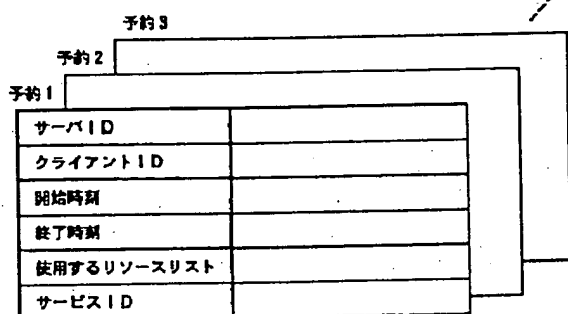 予約3
予約2
予約1
サーバID
クライアントID
開始時刻
終了時刻
使用するリソースリスト
サービスID